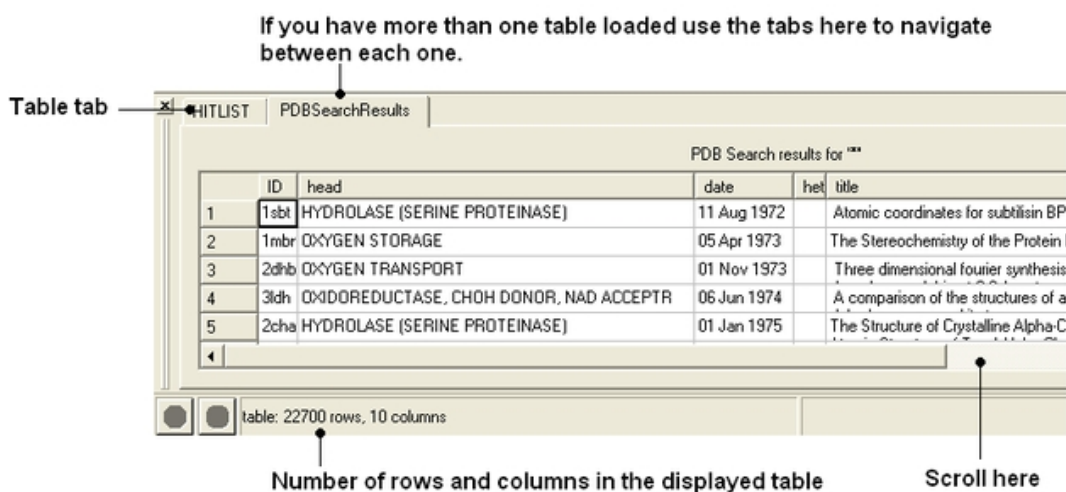 If you have more than one table loaded use the tabs here to navigate
between each one.
Table tab
HITLIST PDBSearchResults
PDB Search results for ""
ID head date het title
1 1sbt HYDROLASE (SERINE PROTEINASE) 11 Aug 1972 Atomic coordinates for subtilisin BP
2 1mbr OXYGEN STORAGE 05 Apr 1973 The Stereochemistry of the Protein
3 2dhb OXYGEN TRANSPORT 01 Nov 1973 Three dimensional fourier synthesis
4 3ldh OXIDOREDUCTASE, CHOH DONOR, NAD ACCEPTR 06 Jun 1974 A comparison of the structures of a
5 2cha HYDROLASE (SERINE PROTEINASE) 01 Jan 1975 The Structure of Crystalline Alpha-C
table: 22700 rows, 10 columns
Number of rows and columns in the displayed table
Scroll here